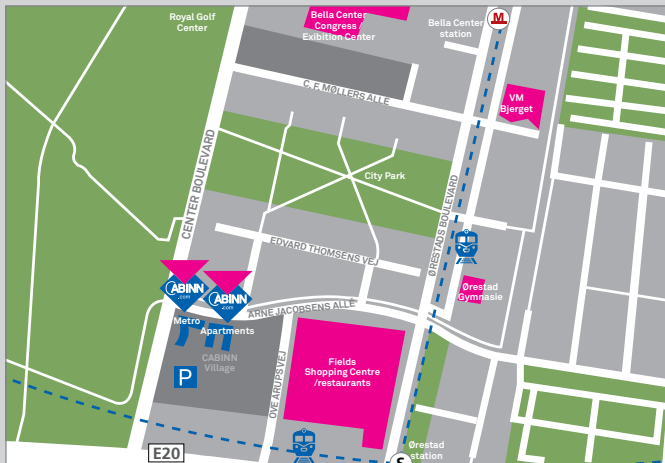 Royal Golf
Center
Bella Center
Congress
Exibition Center
Bella Center
station
M
C. F. MØLLERS ALLÉ
VM
Bjerget
CENTER BOULEVARD
City Park
ØRESTADS BOULEVARD
EDVARD THOMSENS VEJ
Ørestad
Gymnasie
CABINN
.com
CABINN
.com
ARNE JACOBSENS ALLÉ
Metro
Apartments
CABINN
Village
P
OVE ARUPS VEJ
Fields
Shopping Centre
/restaurants
Ørestad
station
S
E20